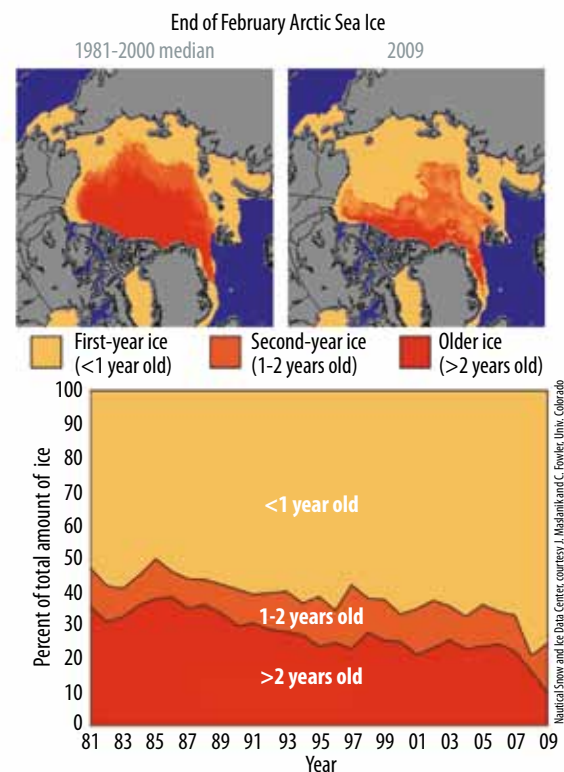 End of February Arctic Sea Ice
1981-2000 median
2009
First-year ice
(<1 year old)
Second-year ice
(1-2 years old)
Older ice
(>2 years old)
Percent of total amount of ice
100
90
80
70
60
50
40
30
20
10
0
<1 year old
1-2 years old
>2 years old
81 83 85 87 89 91 93 95 97 99 01 03 05 07 09
Year
Nautical Snow and Ice Data Center, courtesy J. Maslanik and C. Fowler, Univ. Colorado